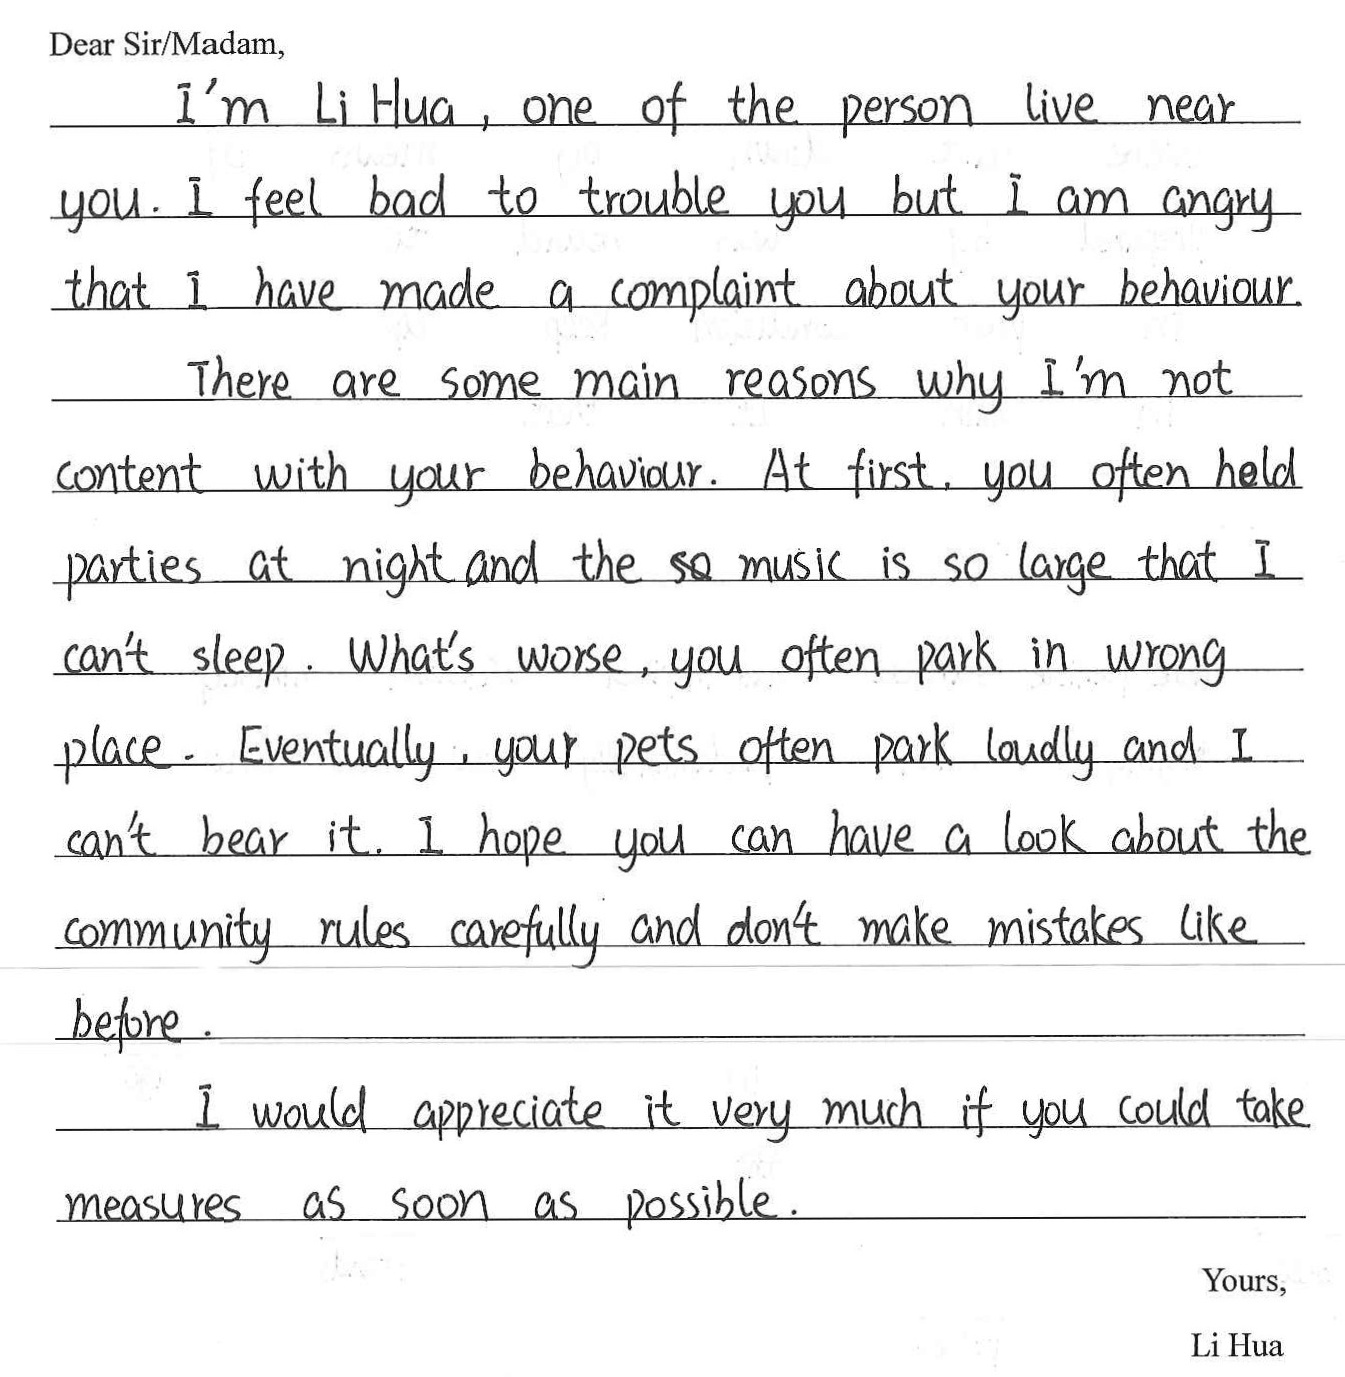 Dear Sir/Madam,
I'm Li Hua, one of the person live near
you. I feel bad to trouble you but I am angry
that I have made a complaint about your behaviour.
There are some main reasons why I'm not
content with your behaviour. At first, you often held
parties at night and the so music is so large that I
can't sleep. What's worse, you often park in wrong
place. Eventually, your pets often park loudly and I
can't bear it. I hope you can have a look about the
community rules carefully and don't make mistakes like
before.
I would appreciate it very much if you could take
measures as soon as possible.
Yours,
Li Hua